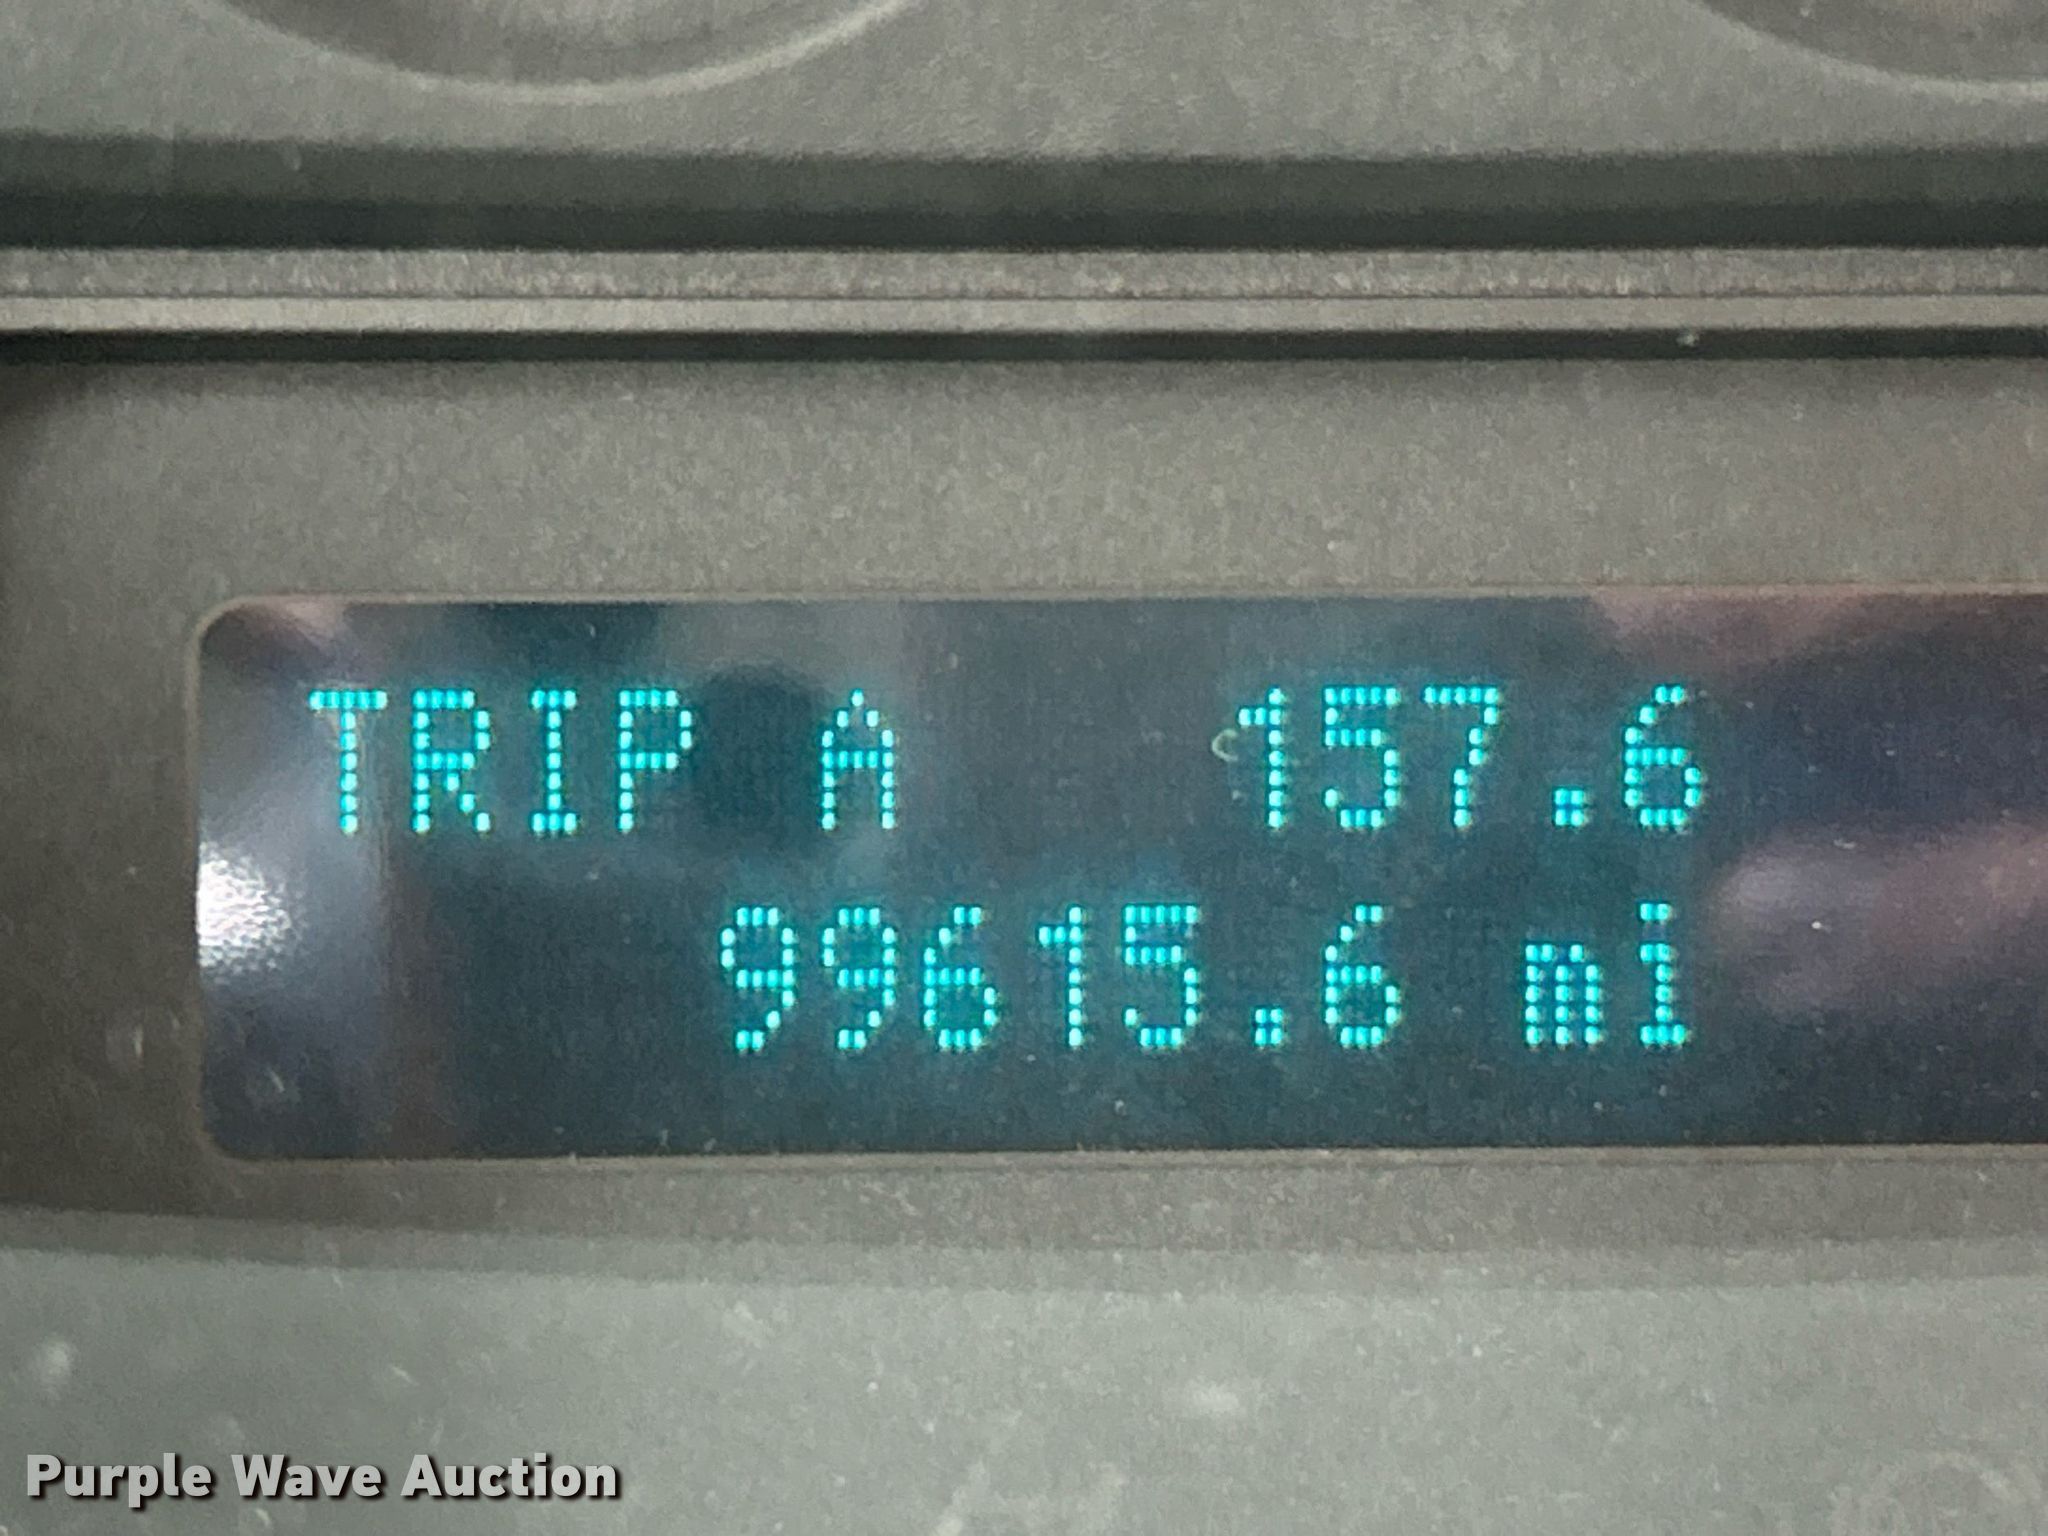 TRIP A 157.6
99615.6 mi
Purple Wave Auction